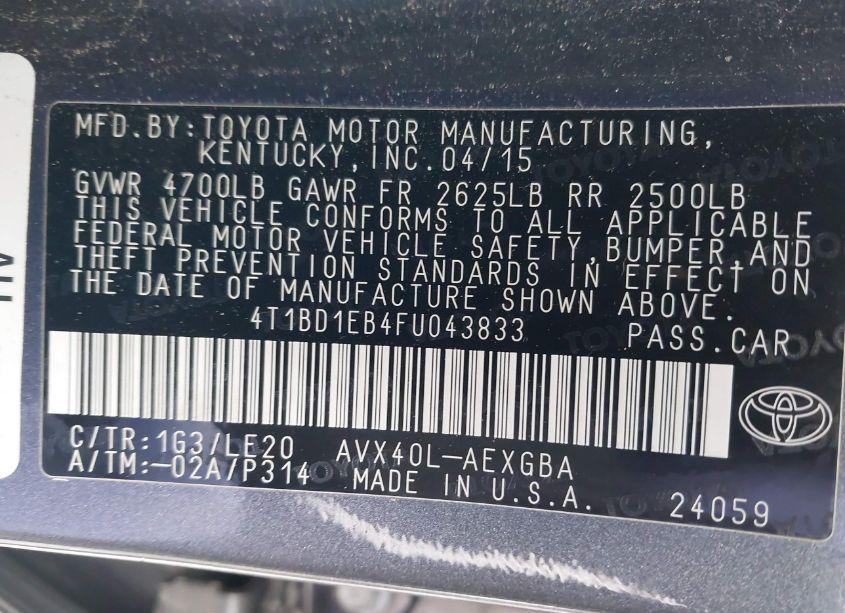 MFD.BY:TOYOTA MOTOR MANUFACTURING,
KENTUCKY,INC.04/15
GVWR 4700LB GAWR FR 2625LB RR 2500LB
THIS VEHICLE CONFORMS TO ALL APPLICABLE
FEDERAL MOTOR VEHICLE SAFETY,BUMPER,AND
THEFT PREVENTION STANDARDS IN EFFECT ON
THE DATE OF MANUFACTURE SHOWN ABOVE.
4T1BD1EB4FU043833 PASS.CAR
C/TR:1G3/LE20 AVX40L-AEXGBA
A/TM:-02A/P314 MADE IN U.S.A. 24059